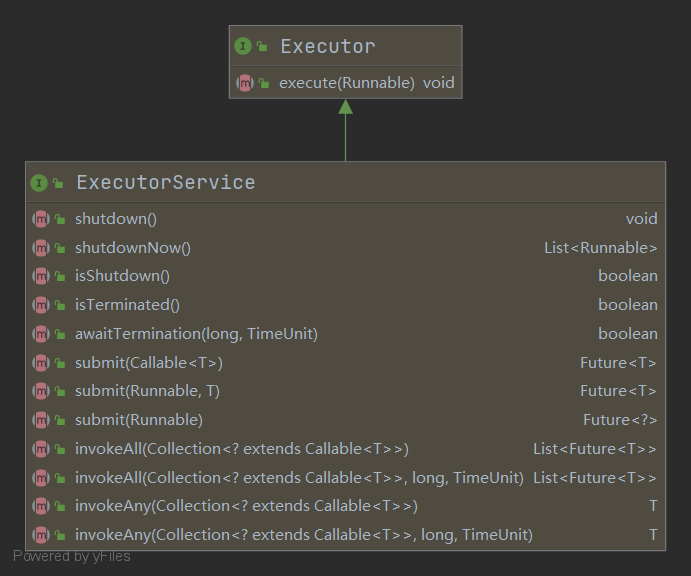 I Executor
m execute(Runnable) void
I ExecutorService
m shutdown() void
m shutdownNow() List<Runnable>
m isShutdown() boolean
m isTerminated() boolean
m awaitTermination(long, TimeUnit) boolean
m submit(Callable<T>) Future<T>
m submit(Runnable, T) Future<T>
m submit(Runnable) Future<?>
m invokeAll(Collection<? extends Callable<T>>) List<Future<T>>
m invokeAll(Collection<? extends Callable<T>>, long, TimeUnit) List<Future<T>>
m invokeAny(Collection<? extends Callable<T>>) T
m invokeAny(Collection<? extends Callable<T>>, long, TimeUnit) T
Powered by yFiles